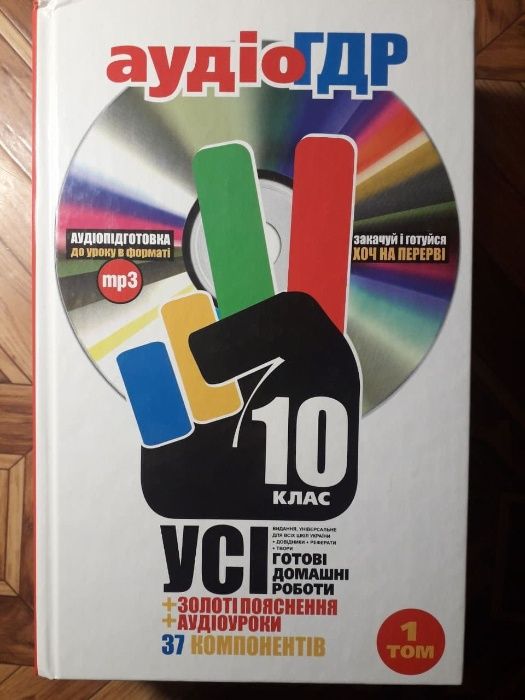 аудіоГДР
АУДІОПІДГОТОВКА
до уроку в форматі
mp3
закачуй і готуйся
ХОЧ НА ПЕРЕРВІ
10
КЛАС
УСІ
ВИДАННЯ, УНІВЕРСАЛЬНЕ
ДЛЯ ВСІХ ШКІЛ УКРАЇНИ
• ДОВІДНИКИ • РЕФЕРАТИ
• ТВОРИ
ГОТОВІ
ДОМАШНІ
РОБОТИ
+ЗОЛОТІ ПОЯСНЕННЯ
+АУДІОУРОКИ
37 КОМПОНЕНТІВ
1
ТОМ